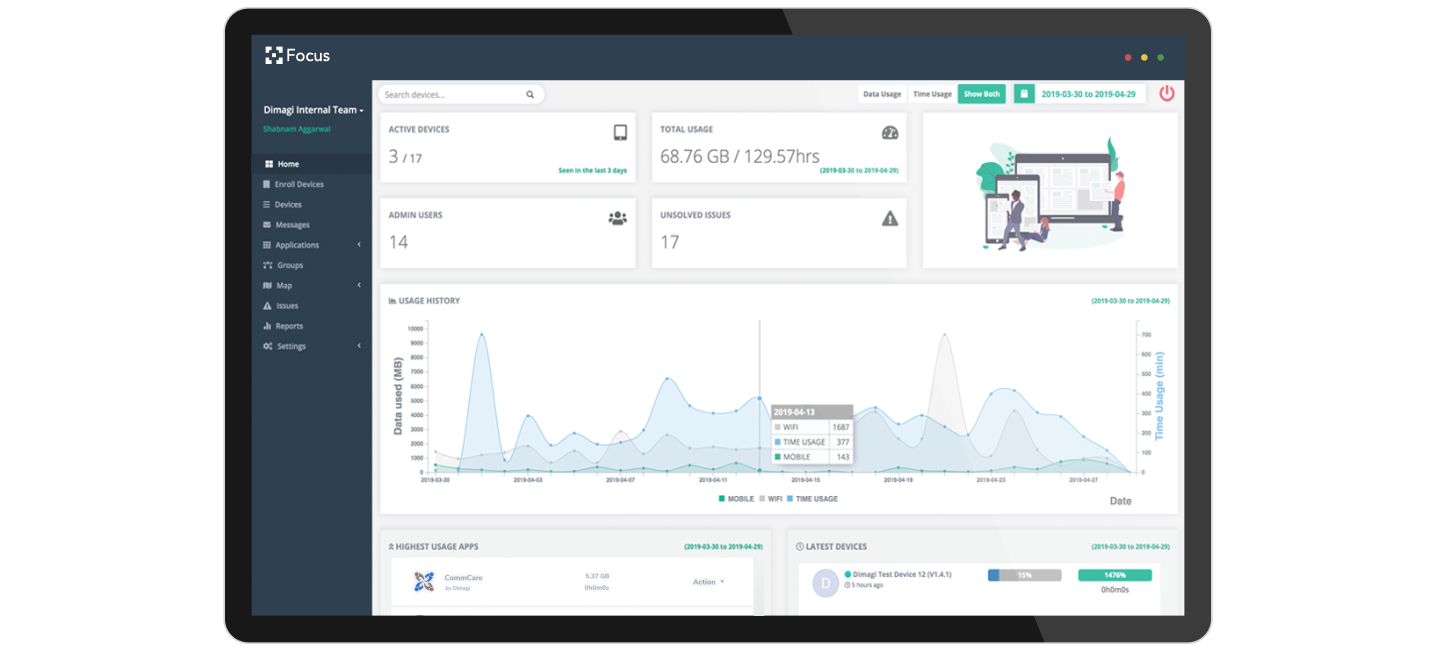 Focus
Dimagi Internal Team
Shabnam Aggarwal
Home
Enroll Devices
Devices
Messages
Applications
Groups
Map
Issues
Reports
Settings
Search devices...
Data Usage Time Usage Show Both 2019-03-30 to 2019-04-29
ACTIVE DEVICES
3 / 17
Seen in the last 3 days
TOTAL USAGE
68.76 GB / 129.57hrs
(2019-03-30 to 2019-04-29)
ADMIN USERS
14
UNSOLVED ISSUES
17
USAGE HISTORY
(2019-03-30 to 2019-04-29)
Data used (MB)
10000
9000
8000
7000
6000
5000
4000
3000
2000
1000
0
2019-04-13
WIFI 1687
TIME USAGE 377
MOBILE 143
700
600
500
400
300
200
100
0
Time Usage (min)
2019-03-30 2019-04-03 2019-04-07 2019-04-11 2019-04-15 2019-04-19 2019-04-23 2019-04-27
MOBILE WIFI TIME USAGE
Date
HIGHEST USAGE APPS
(2019-03-30 to 2019-04-29)
CommCare
by Dimagi
5.37 GB
0h0m0s
Action
LATEST DEVICES
(2019-03-30 to 2019-04-29)
D
Dimagi Test Device 12 (V1.4.1)
5 hours ago
15%
1476%
0h0m0s